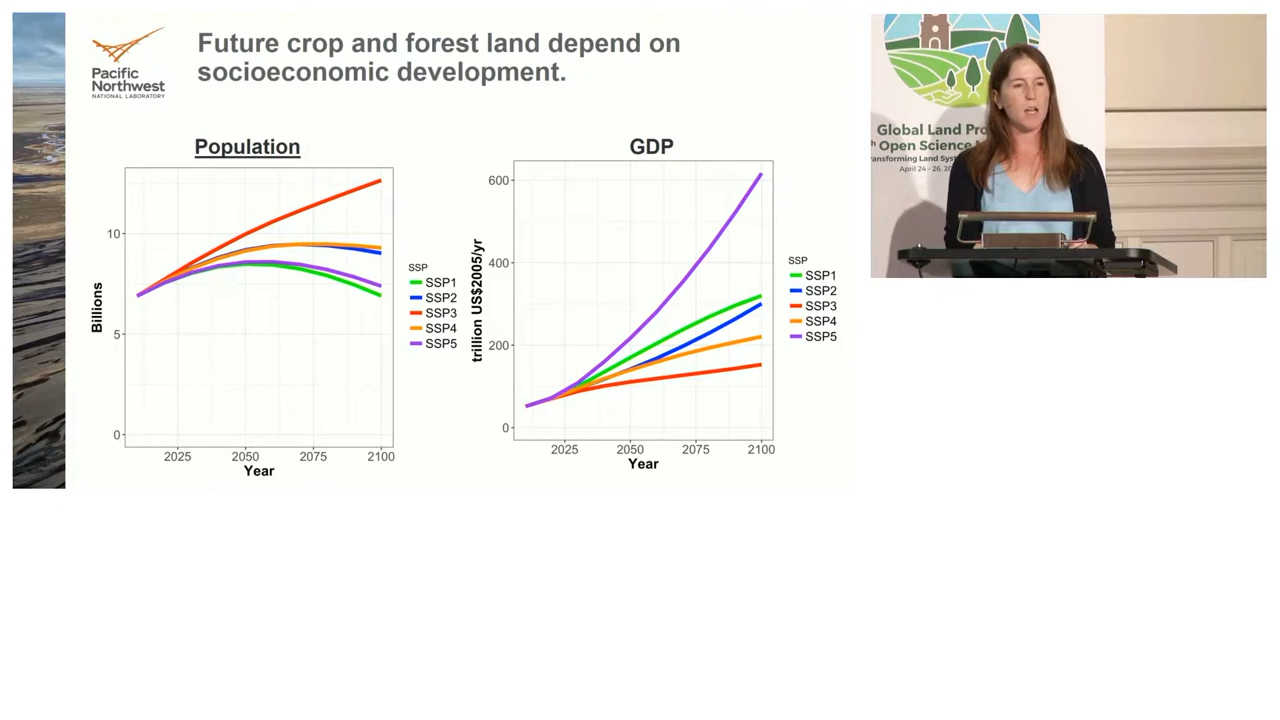 Pacific
Northwest
NATIONAL LABORATORY
Future crop and forest land depend on
socioeconomic development.
Population
10
5
0
Billions
2025 2050 2075 2100
Year
SSP
SSP1
SSP2
SSP3
SSP4
SSP5
GDP
600
400
200
0
trillion US$2005/yr
2025 2050 2075 2100
Year
SSP
SSP1
SSP2
SSP3
SSP4
SSP5
Global Land Pro
Open Science
ransforming Land Syst
April 24 - 26, 20